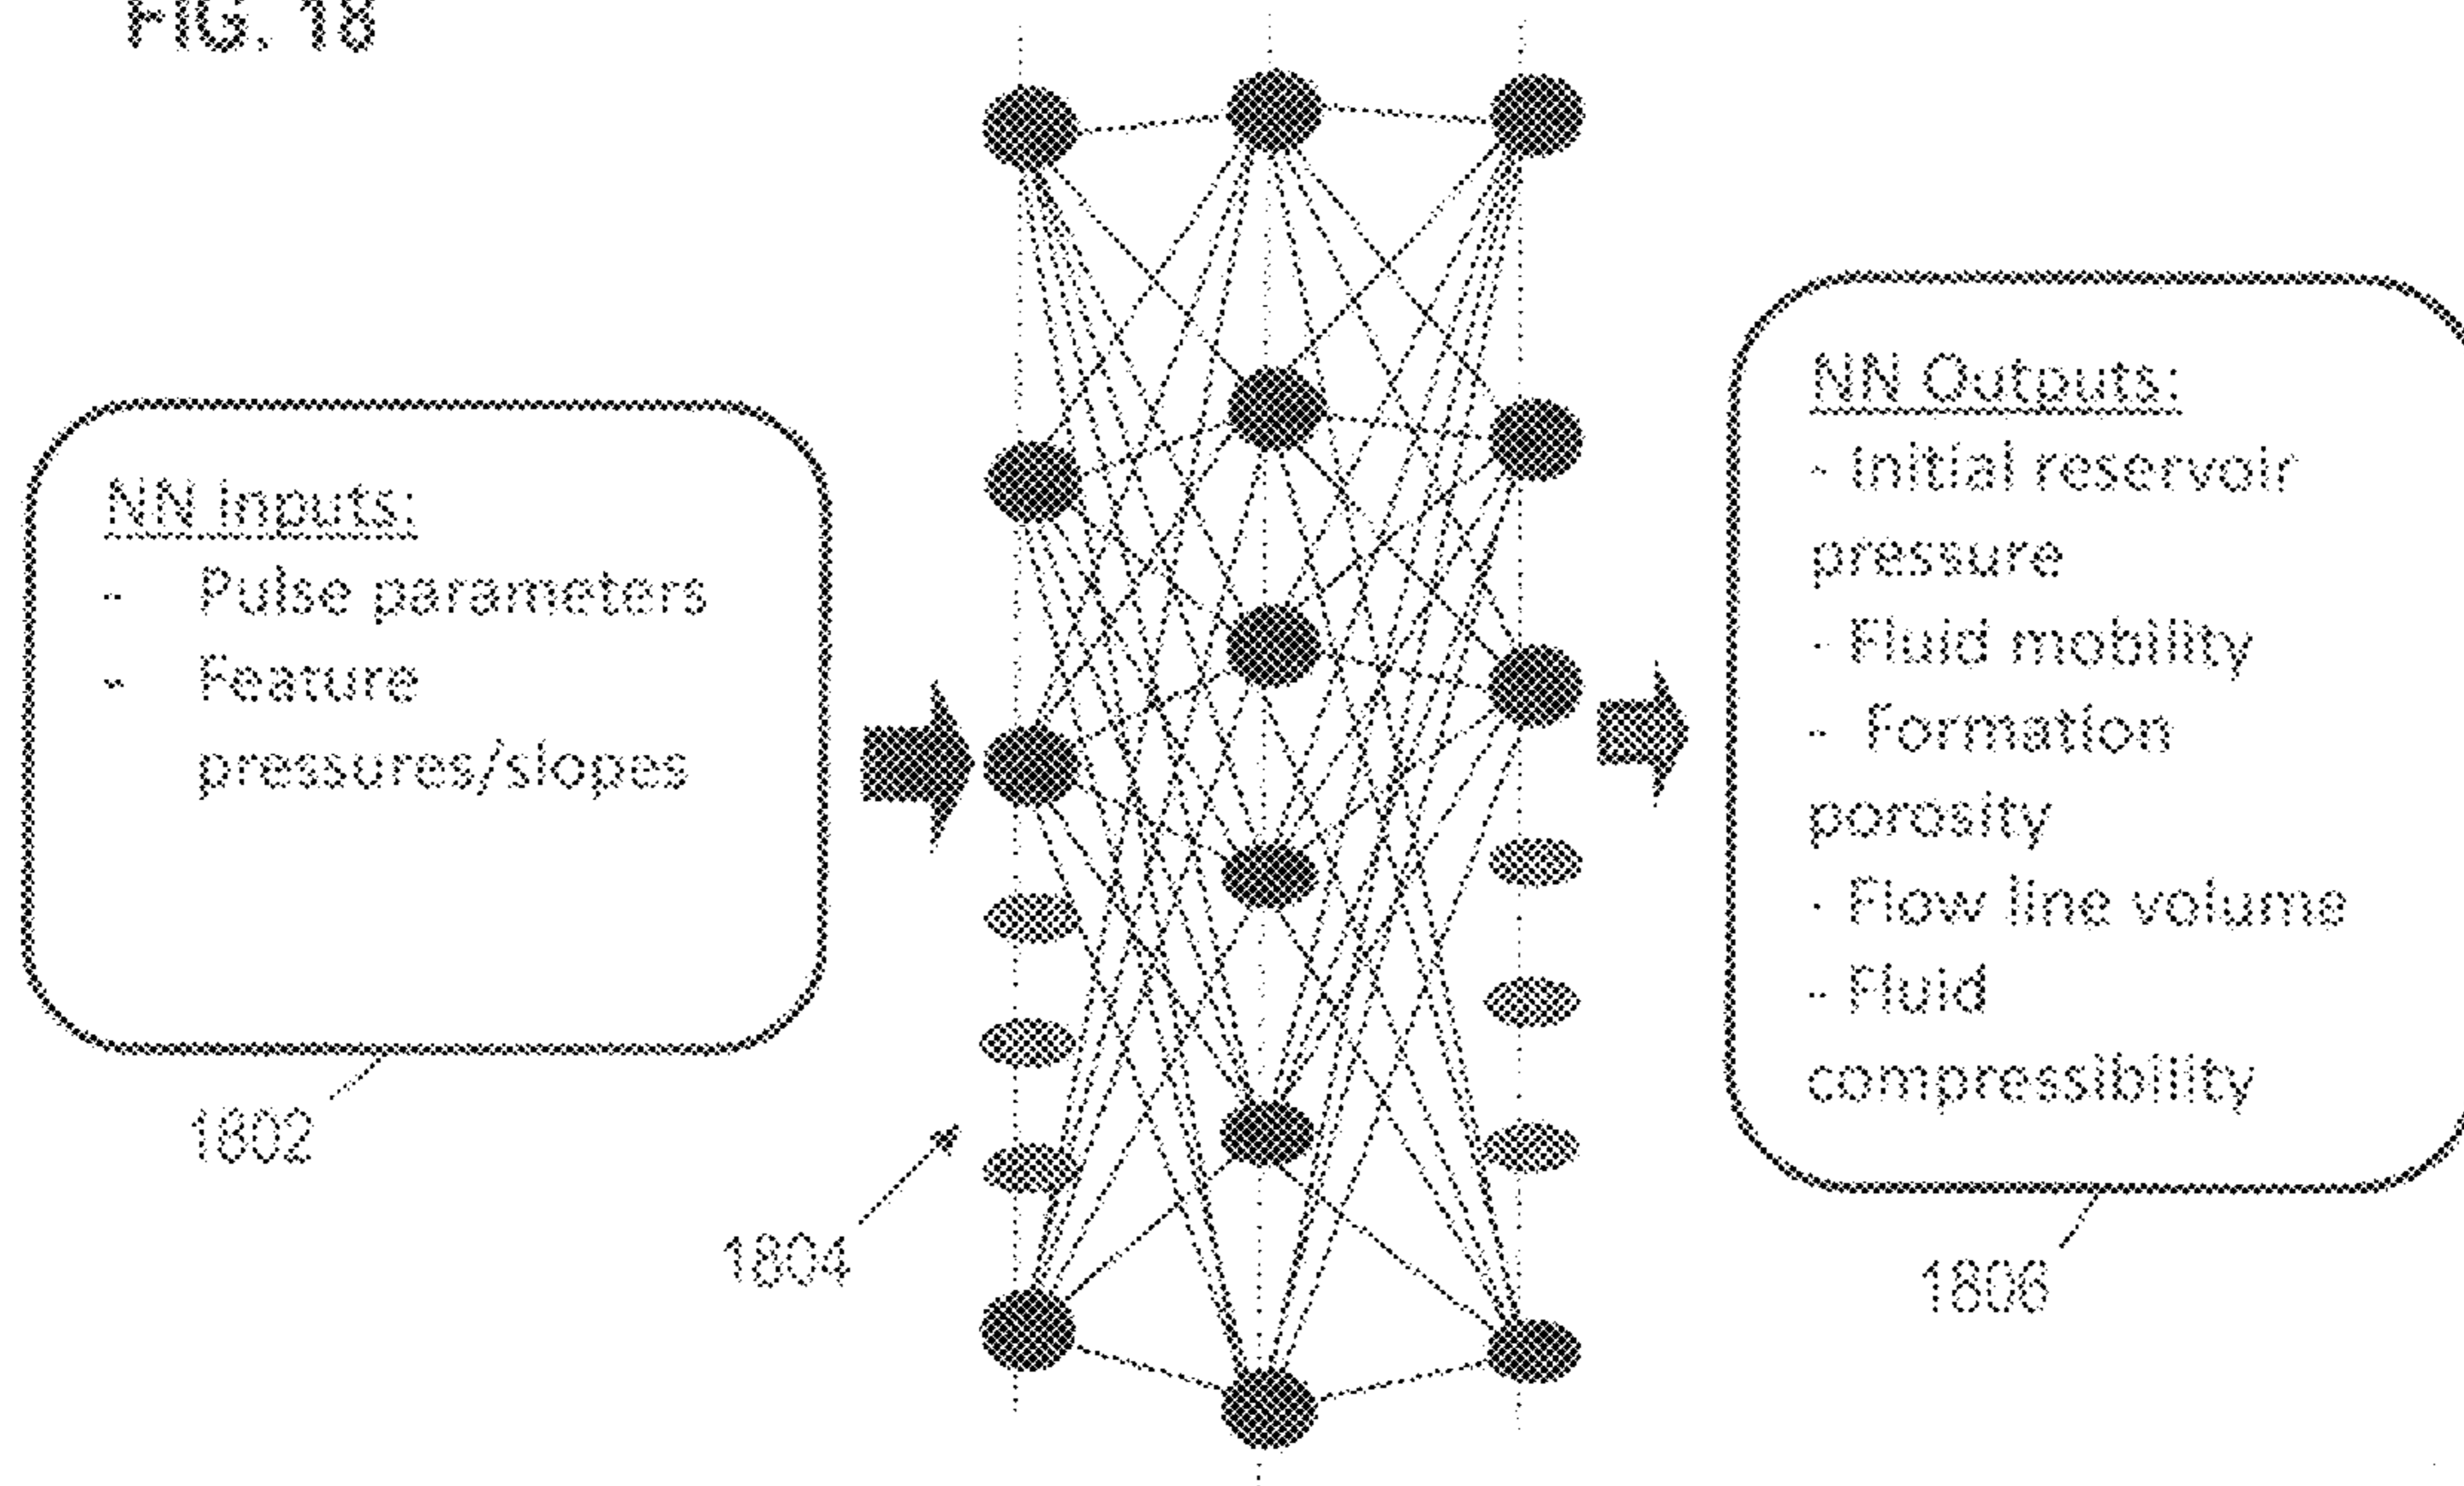 FIG. 18
NN Inputs:
- Pulse parameters
- Feature
pressures/slopes
1802
1804
NN Outputs:
- Initial reservoir
pressure
- Fluid mobility
- Formation
porosity
- Flow line volume
- Fluid
compressibility
1806